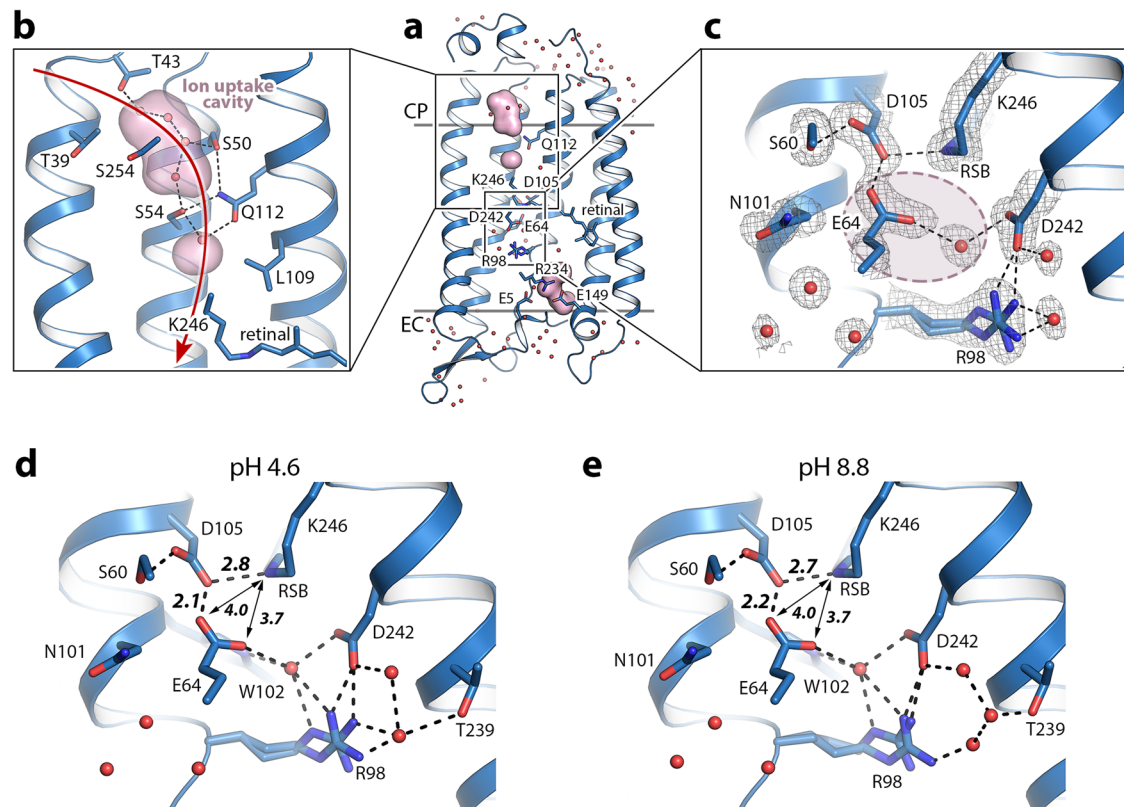 b
T43
Ion uptake
cavity
T39
S50
S254
S54
Q112
L109
K246
retinal
a
CP
Q112
K246
D105
D242
E64
retinal
R98
R234
E5
E149
EC
c
D105
K246
S60
RSB
N101
E64
D242
R98
d
pH 4.6
D105
K246
S60
2.8
RSB
2.1
4.0
3.7
D242
N101
E64
W102
T239
R98
e
pH 8.8
D105
K246
S60
2.7
RSB
2.2
4.0
3.7
D242
N101
E64
W102
T239
R98